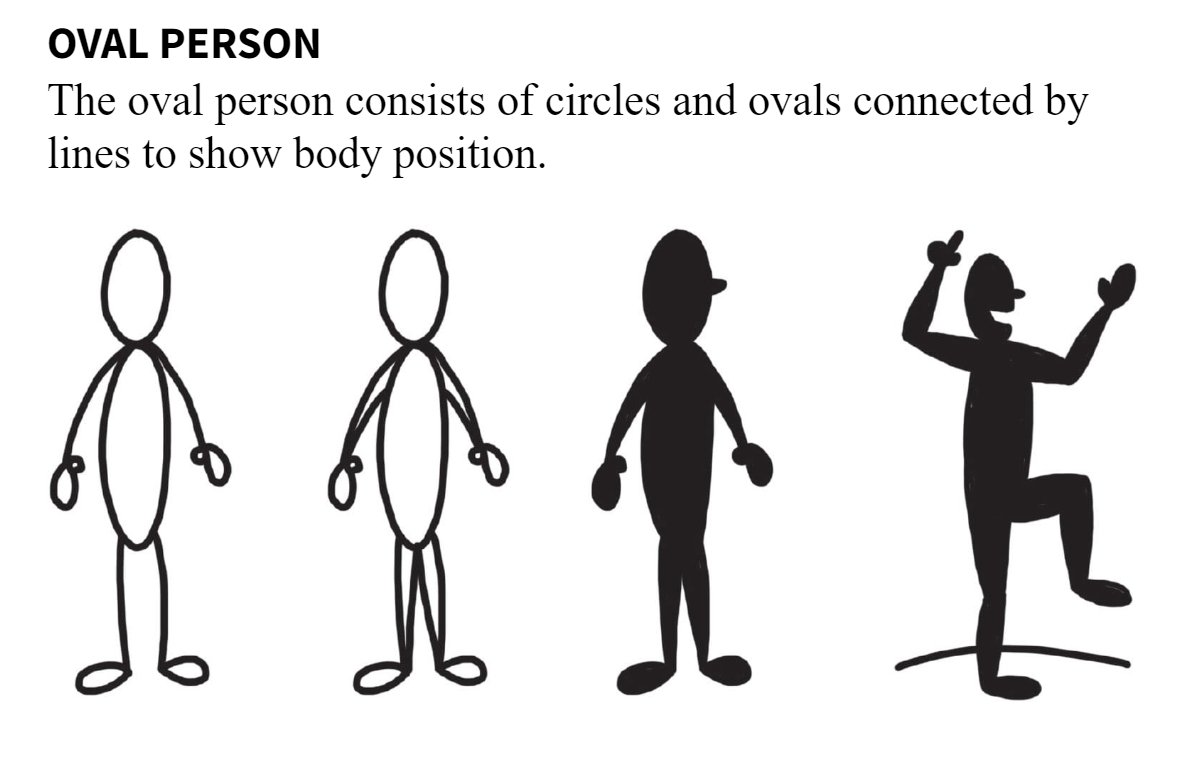 OVAL PERSON
The oval person consists of circles and ovals connected by
lines to show body position.